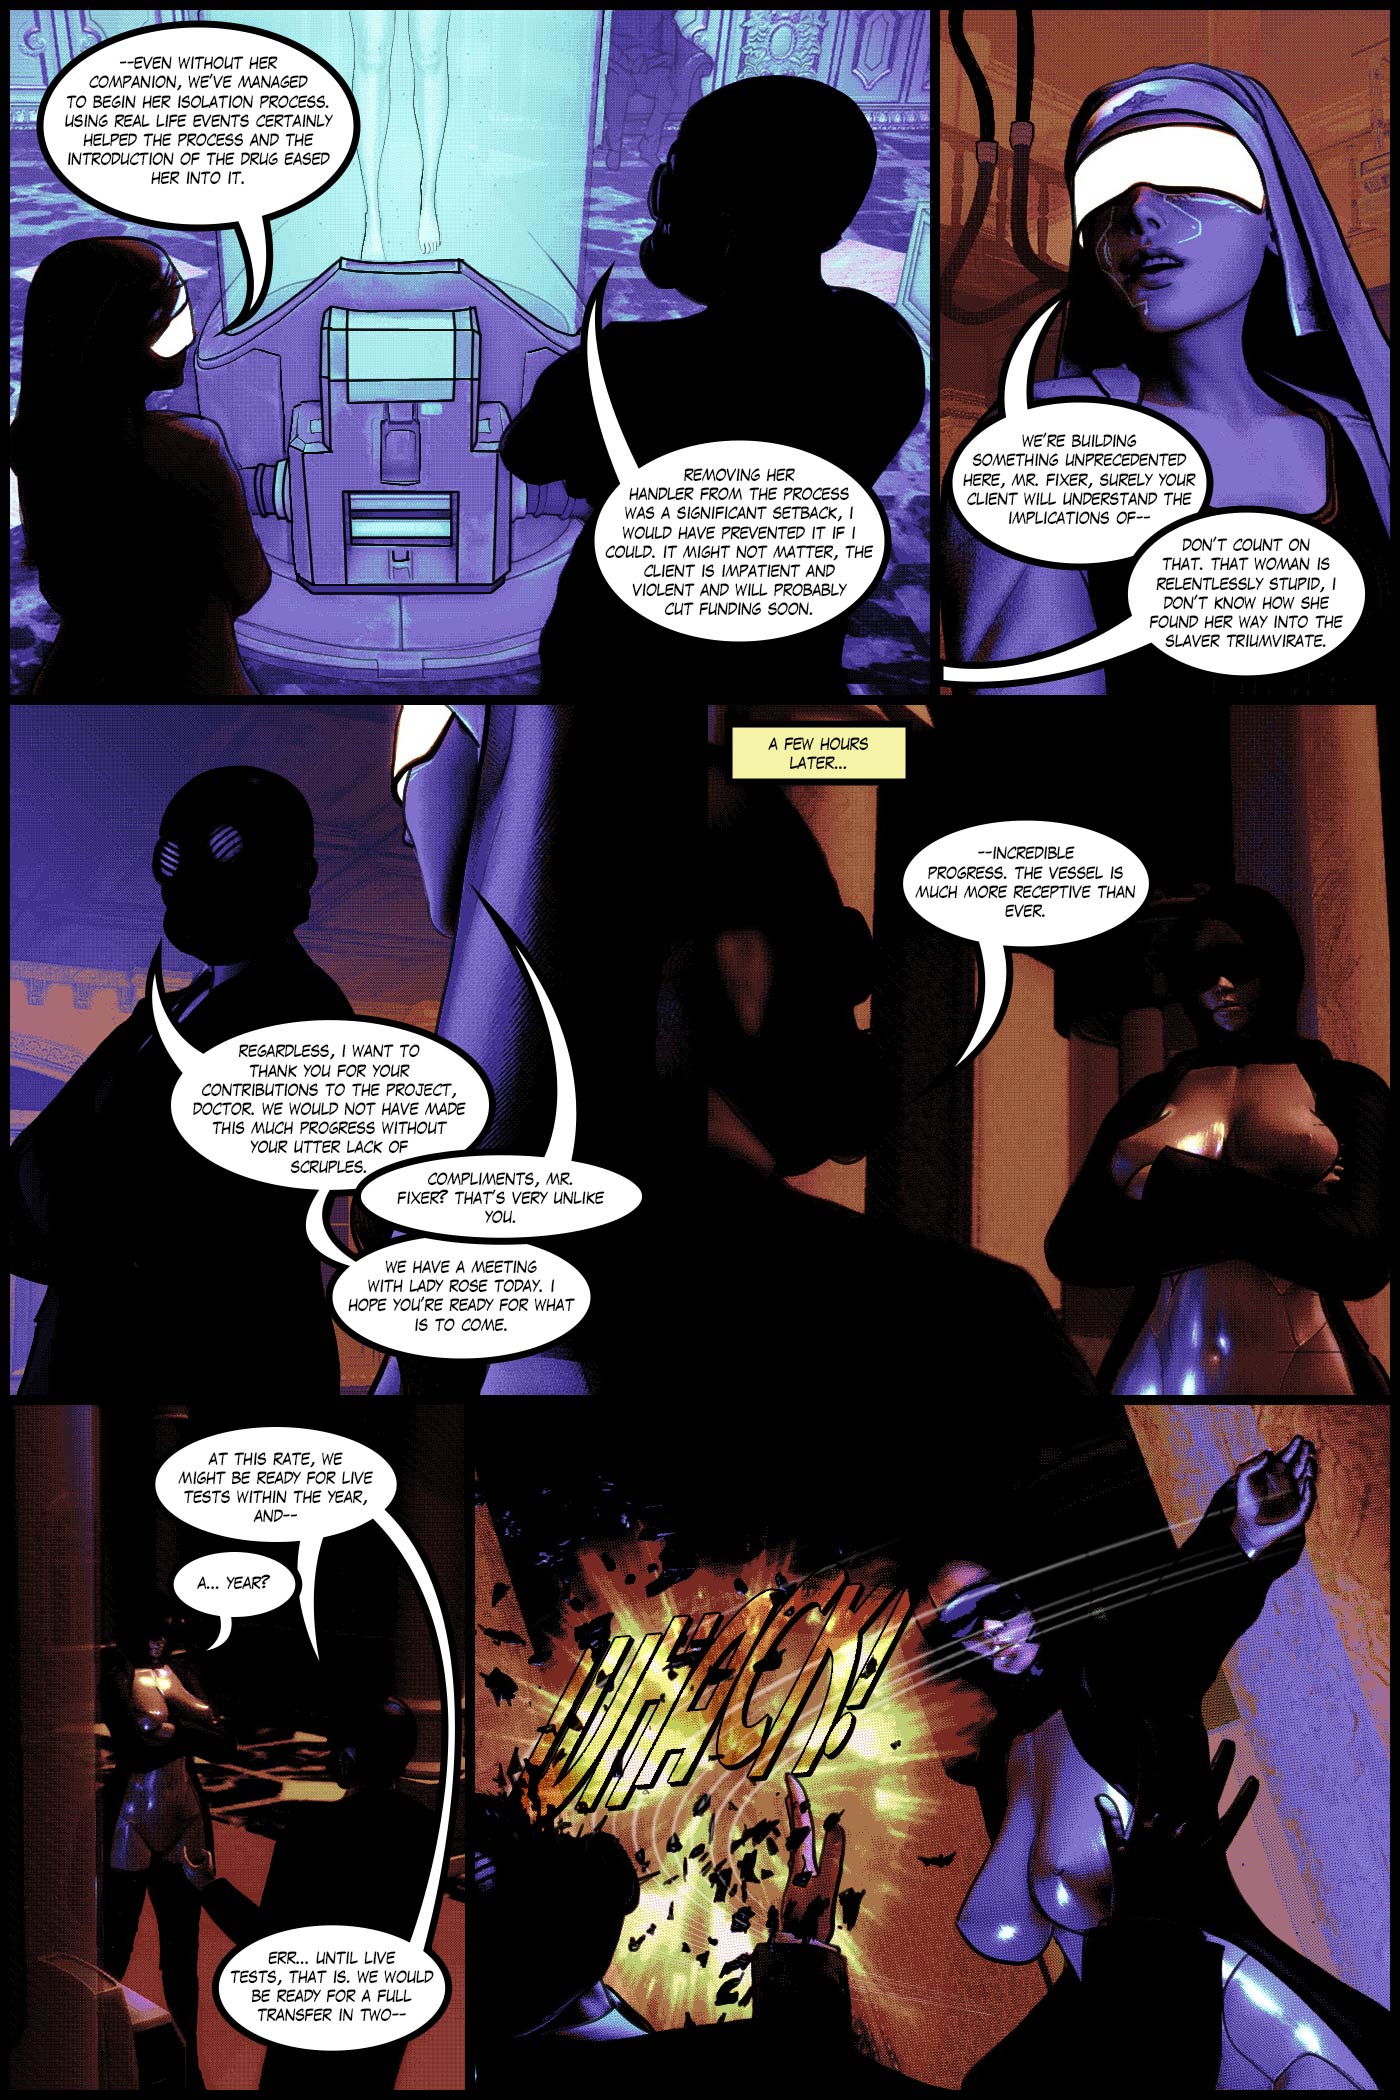 --EVEN WITHOUT HER
COMPANION, WE'VE MANAGED
TO BEGIN HER ISOLATION PROCESS.
USING REAL LIFE EVENTS CERTAINLY
HELPED THE PROCESS AND THE
INTRODUCTION OF THE DRUG EASED
HER INTO IT.
REMOVING HER
HANDLER FROM THE PROCESS
WAS A SIGNIFICANT SETBACK, I
WOULD HAVE PREVENTED IT IF I
COULD. IT MIGHT NOT MATTER, THE
CLIENT IS IMPATIENT AND
VIOLENT AND WILL PROBABLY
CUT FUNDING SOON.
WE'RE BUILDING
SOMETHING UNPRECEDENTED
HERE, MR. FIXER, SURELY YOUR
CLIENT WILL UNDERSTAND THE
IMPLICATIONS OF--
DON'T COUNT ON
THAT. THAT WOMAN IS
RELENTLESSLY STUPID, I
DON'T KNOW HOW SHE
FOUND HER WAY INTO THE
SLAVER TRIUMVIRATE.
REGARDLESS, I WANT TO
THANK YOU FOR YOUR
CONTRIBUTIONS TO THE PROJECT,
DOCTOR. WE WOULD NOT HAVE MADE
THIS MUCH PROGRESS WITHOUT
YOUR UTTER LACK OF
SCRUPLES.
COMPLIMENTS, MR.
FIXER? THAT'S VERY UNLIKE
YOU.
WE HAVE A MEETING
WITH LADY ROSE TODAY. I
HOPE YOU'RE READY FOR WHAT
IS TO COME.
A FEW HOURS
LATER...
--INCREDIBLE
PROGRESS. THE VESSEL IS
MUCH MORE RECEPTIVE THAN
EVER.
AT THIS RATE, WE
MIGHT BE READY FOR LIVE
TESTS WITHIN THE YEAR,
AND--
A... YEAR?
ERR... UNTIL LIVE
TESTS, THAT IS. WE WOULD
BE READY FOR A FULL
TRANSFER IN TWO--
WHACK!